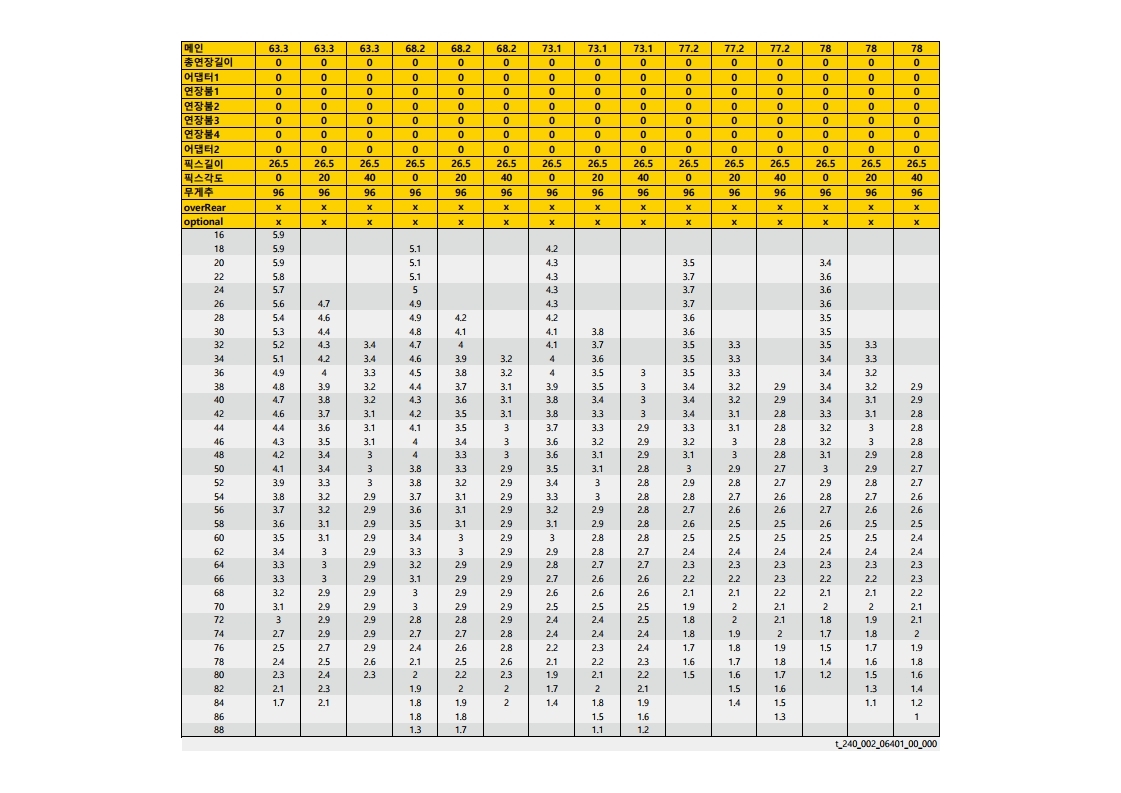 메인 63.3 63.3 63.3 68.2 68.2 68.2 73.1 73.1 73.1 77.2 77.2 77.2 78 78 78
총연장길이 0 0 0 0 0 0 0 0 0 0 0 0 0 0 0
어댑터1 0 0 0 0 0 0 0 0 0 0 0 0 0 0 0
연장붐1 0 0 0 0 0 0 0 0 0 0 0 0 0 0 0
연장붐2 0 0 0 0 0 0 0 0 0 0 0 0 0 0 0
연장붐3 0 0 0 0 0 0 0 0 0 0 0 0 0 0 0
연장붐4 0 0 0 0 0 0 0 0 0 0 0 0 0 0 0
어댑터2 0 0 0 0 0 0 0 0 0 0 0 0 0 0 0
픽스길이 26.5 26.5 26.5 26.5 26.5 26.5 26.5 26.5 26.5 26.5 26.5 26.5 26.5 26.5 26.5
픽스각도 0 20 40 0 20 40 0 20 40 0 20 40 0 20 40
무게추 96 96 96 96 96 96 96 96 96 96 96 96 96 96 96
overRear x x x x x x x x x x x x x x x
optional x x x x x x x x x x x x x x x
16 5.9
18 5.9 5.1 4.2
20 5.9 5.1 4.3 3.5 3.4
22 5.8 5.1 4.3 3.7 3.6
24 5.7 5 4.3 3.7 3.6
26 5.6 4.7 4.9 4.3 3.7 3.6
28 5.4 4.6 4.9 4.2 4.2 3.6 3.5
30 5.3 4.4 4.8 4.1 4.1 3.8 3.6 3.5
32 5.2 4.3 3.4 4.7 4 4.1 3.7 3.5 3.3 3.5 3.3
34 5.1 4.2 3.4 4.6 3.9 3.2 4 3.6 3.5 3.3 3.4 3.3
36 4.9 4 3.3 4.5 3.8 3.2 4 3.5 3 3.5 3.3 3.4 3.2
38 4.8 3.9 3.2 4.4 3.7 3.1 3.9 3.5 3 3.4 3.2 2.9 3.4 3.2 2.9
40 4.7 3.8 3.2 4.3 3.6 3.1 3.8 3.4 3 3.4 3.2 2.9 3.4 3.1 2.9
42 4.6 3.7 3.1 4.2 3.5 3.1 3.8 3.3 3 3.4 3.1 2.8 3.3 3.1 2.8
44 4.4 3.6 3.1 4.1 3.5 3 3.7 3.3 2.9 3.3 3.1 2.8 3.2 3 2.8
46 4.3 3.5 3.1 4 3.4 3 3.6 3.2 2.9 3.2 3 2.8 3.2 3 2.8
48 4.2 3.4 3 4 3.3 3 3.6 3.1 2.9 3.1 3 2.8 3.1 2.9 2.8
50 4.1 3.4 3 3.8 3.3 2.9 3.5 3.1 2.8 3 2.9 2.7 3 2.9 2.7
52 3.9 3.3 3 3.8 3.2 2.9 3.4 3 2.8 2.9 2.8 2.7 2.9 2.8 2.7
54 3.8 3.2 2.9 3.7 3.1 2.9 3.3 3 2.8 2.8 2.7 2.6 2.8 2.7 2.6
56 3.7 3.2 2.9 3.6 3.1 2.9 3.2 2.9 2.8 2.7 2.6 2.6 2.7 2.6 2.6
58 3.6 3.1 2.9 3.5 3.1 2.9 3.1 2.9 2.8 2.6 2.5 2.5 2.6 2.5 2.5
60 3.5 3.1 2.9 3.4 3 2.9 3 2.8 2.8 2.5 2.5 2.5 2.5 2.5 2.4
62 3.4 3 2.9 3.3 3 2.9 2.9 2.8 2.7 2.4 2.4 2.4 2.4 2.4 2.4
64 3.3 3 2.9 3.2 2.9 2.9 2.8 2.7 2.7 2.3 2.3 2.3 2.3 2.3 2.3
66 3.3 3 2.9 3.1 2.9 2.9 2.7 2.6 2.6 2.2 2.2 2.3 2.2 2.2 2.3
68 3.2 2.9 2.9 3 2.9 2.9 2.6 2.6 2.6 2.1 2.1 2.2 2.1 2.1 2.2
70 3.1 2.9 2.9 3 2.9 2.9 2.5 2.5 2.5 1.9 2 2.1 2 2 2.1
72 3 2.9 2.9 2.8 2.8 2.9 2.4 2.4 2.5 1.8 2 2.1 1.8 1.9 2.1
74 2.7 2.9 2.9 2.7 2.7 2.8 2.4 2.4 2.4 1.8 1.9 2 1.7 1.8 2
76 2.5 2.7 2.9 2.4 2.6 2.8 2.2 2.3 2.4 1.7 1.8 1.9 1.5 1.7 1.9
78 2.4 2.5 2.6 2.1 2.5 2.6 2.1 2.2 2.3 1.6 1.7 1.8 1.4 1.6 1.8
80 2.3 2.4 2.3 2 2.2 2.3 1.9 2.1 2.2 1.5 1.6 1.7 1.2 1.5 1.6
82 2.1 2.3 1.9 2 2 1.7 2 2.1 1.5 1.6 1.3 1.4
84 1.7 2.1 1.8 1.9 2 1.4 1.8 1.9 1.4 1.5 1.1 1.2
86 1.8 1.8 1.5 1.6 1.3 1
88 1.3 1.7 1.1 1.2
t_240_002_06401_00_000